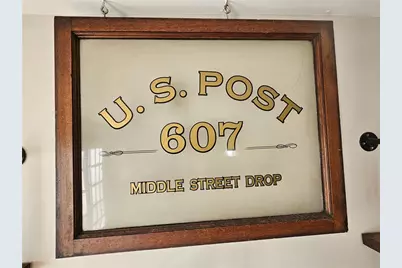 U. S. POST
607
MIDDLE STREET DROP